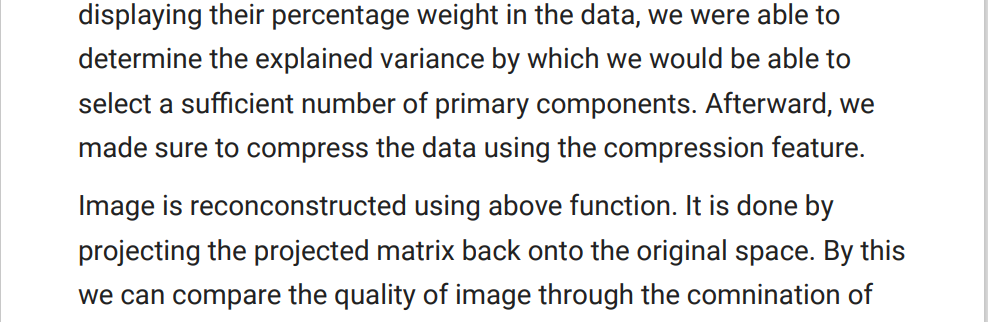 displaying their percentage weight in the data, we were able to
determine the explained variance by which we would be able to
select a sufficient number of primary components. Afterward, we
made sure to compress the data using the compression feature.
Image is reconconstructed using above function. It is done by
projecting the projected matrix back onto the original space. By this
we can compare the quality of image through the comnination of